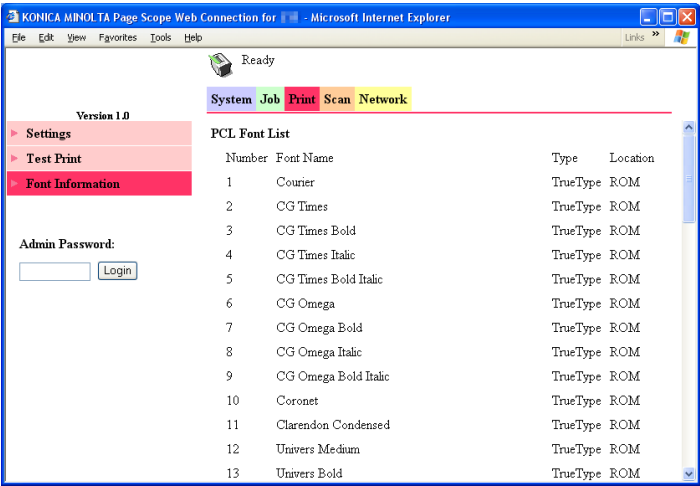 KONICA MINOLTA Page Scope Web Connection for - Microsoft Internet Explorer
File Edit View Favorites Tools Help Links »
Ready
System Job Print Scan Network
Version 1.0
Settings
Test Print
Font Information
Admin Password:
Login
PCL Font List
Number Font Name Type Location
1 Courier TrueType ROM
2 CG Times TrueType ROM
3 CG Times Bold TrueType ROM
4 CG Times Italic TrueType ROM
5 CG Times Bold Italic TrueType ROM
6 CG Omega TrueType ROM
7 CG Omega Bold TrueType ROM
8 CG Omega Italic TrueType ROM
9 CG Omega Bold Italic TrueType ROM
10 Coronet TrueType ROM
11 Clarendon Condensed TrueType ROM
12 Univers Medium TrueType ROM
13 Univers Bold TrueType ROM